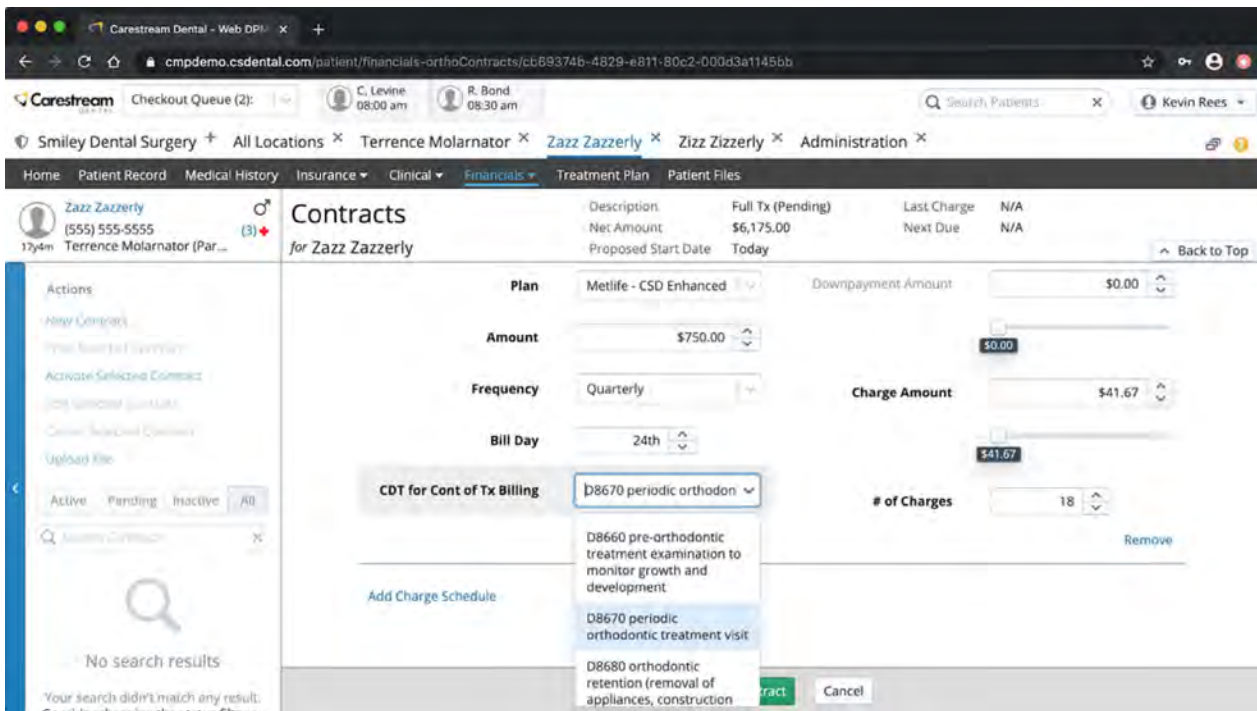 Carestream Dental - Web DPM
cmpdemo.csdental.com/patient/financials-orthoContracts/cb69374b-4829-e811-80c2-000d3a1145bb
Carestream DENTAL Checkout Queue (2): C. Levine 08:00 am R. Bond 08:30 am Search Patients Kevin Rees
Smiley Dental Surgery All Locations Terrence Molarnator Zazz Zazzerly Zizz Zizzerly Administration
Home Patient Record Medical History Insurance Clinical Financials Treatment Plan Patient Files
Zazz Zazzerly
(555) 555-5555 (3)
17y4m Terrence Molarnator (Par...
Contracts
for Zazz Zazzerly
Description Full Tx (Pending) Last Charge N/A
Net Amount $6,175.00 Next Due N/A
Proposed Start Date Today
Back to Top
Actions
New Contract
Activate Selected Contract
Upload File
Active Pending Inactive All
No search results
Your search didn't match any result.
Plan Metlife - CSD Enhanced Downpayment Amount $0.00
$0.00
Amount $750.00
Frequency Quarterly Charge Amount $41.67
$41.67
Bill Day 24th
CDT for Cont of Tx Billing D8670 periodic orthodon # of Charges 18
Remove
D8660 pre-orthodontic
treatment examination to
monitor growth and
development
D8670 periodic
orthodontic treatment visit
D8680 orthodontic
retention (removal of
appliances, construction
Add Charge Schedule
Cancel